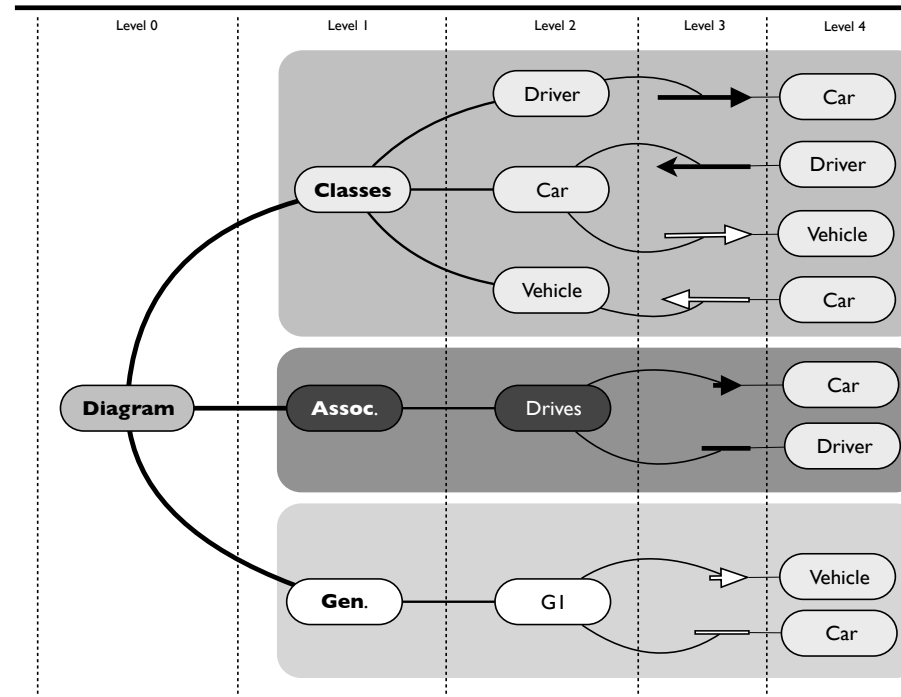 Level 0 Level 1 Level 2 Level 3 Level 4
Driver Car
Driver
Classes Car
Vehicle
Vehicle Car
Car
Diagram Assoc. Drives
Driver
Vehicle
Gen. G1
Car